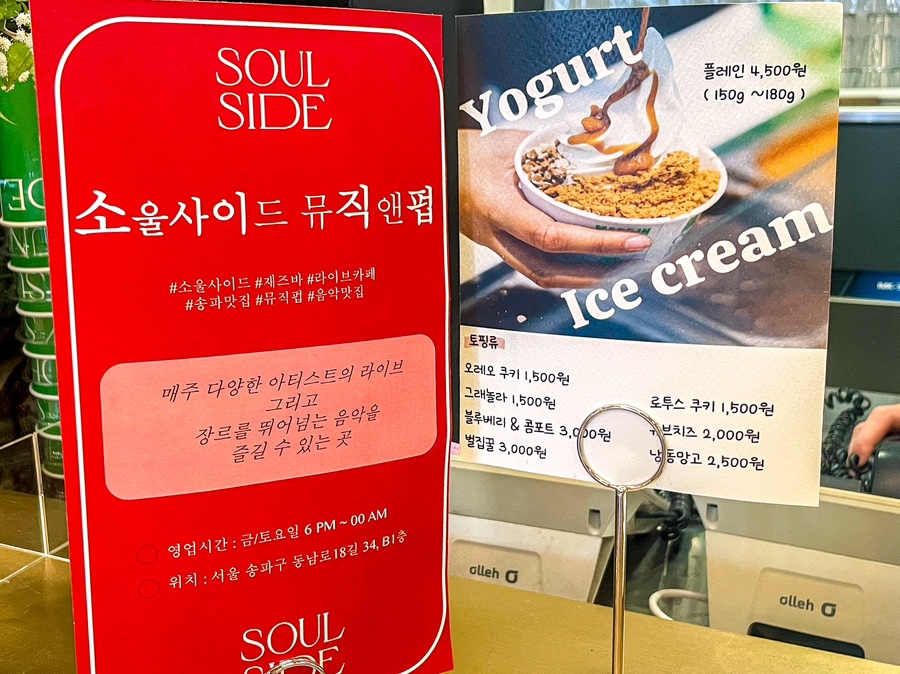 SOUL
SIDE
소울사이드 뮤직앤펍
#소울사이드 #재즈바 #라이브카페
#송파맛집 #뮤직펍 #음악맛집
매주 다양한 아티스트의 라이브
그리고
장르를 뛰어넘는 음악을
즐길 수 있는 곳
영업시간 : 금/토요일 6 PM ~ 00 AM
위치 : 서울 송파구 동남로18길 34, B1층
SOUL
SIDE
Yogurt
Ice cream
플레인 4,500원
( 150g ~180g )
토핑류
오레오 쿠키 1,500원
그래놀라 1,500원
블루베리 & 콤포트 3,000원
벌집꿀 3,000원
로투스 쿠키 1,500원
큐브치즈 2,000원
냉동망고 2,500원
olleh
olleh